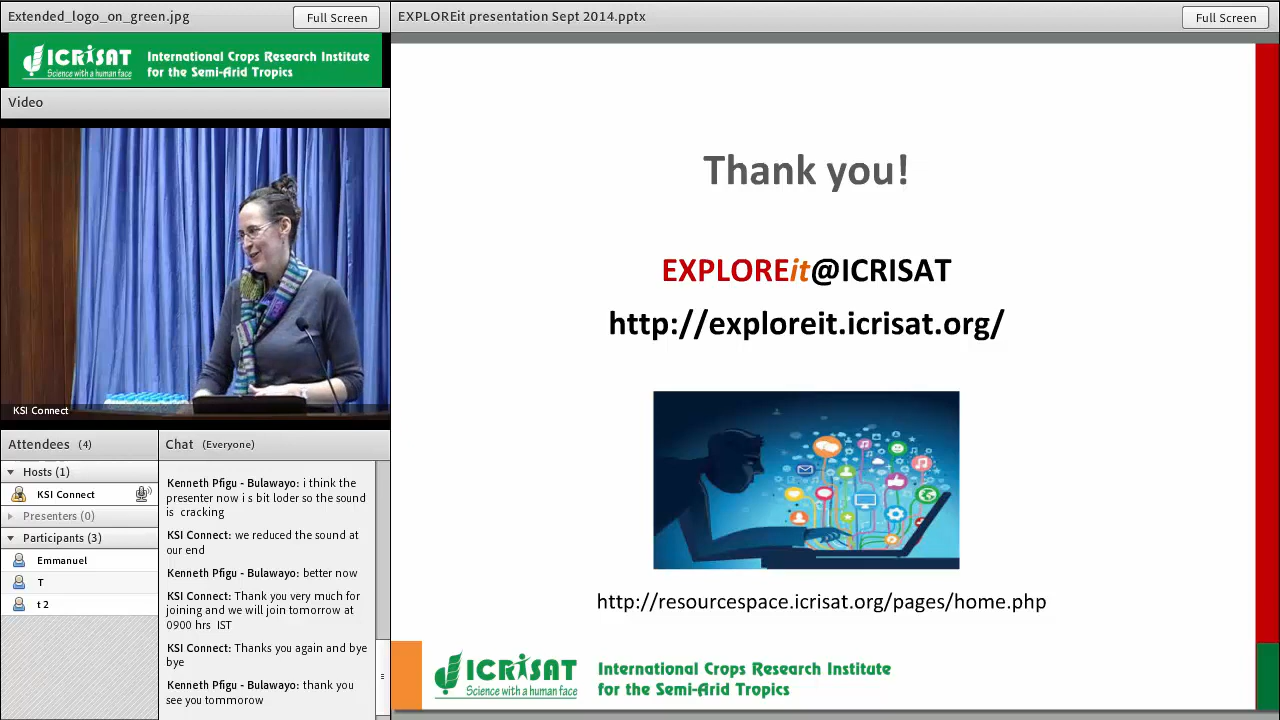 Extended_logo_on_green.jpg
Full Screen
ICRISAT
Science with a human face
International Crops Research Institute
for the Semi-Arid Tropics
Video
KSI Connect
Attendees (4)
Hosts (1)
KSI Connect
Presenters (0)
Participants (3)
Emmanuel
T
t 2
Chat (Everyone)
Kenneth Pfigu - Bulawayo: i think the
presenter now i s bit loder so the sound
is cracking
KSI Connect: we reduced the sound at
our end
Kenneth Pfigu - Bulawayo: better now
KSI Connect: Thank you very much for
joining and we will join tomorrow at
0900 hrs IST
KSI Connect: Thanks you again and bye
bye
Kenneth Pfigu - Bulawayo: thank you
see you tommorow
EXPLOREit presentation Sept 2014.pptx
Full Screen
Thank you!
EXPLOREit@ICRISAT
http://exploreit.icrisat.org/
http://resourcespace.icrisat.org/pages/home.php
ICRISAT
Science with a human face
International Crops Research Institute
for the Semi-Arid Tropics